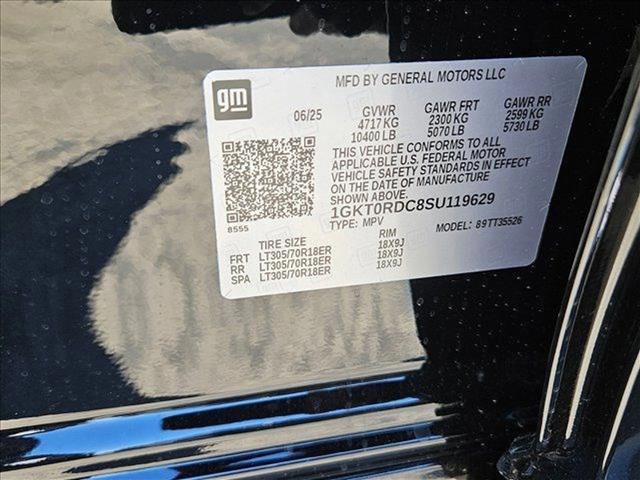 MFD BY GENERAL MOTORS LLC
gm
06/25 GVWR GAWR FRT GAWR RR
4717 KG 2300 KG 2599 KG
10400 LB 5070 LB 5730 LB
THIS VEHICLE CONFORMS TO ALL
APPLICABLE U.S. FEDERAL MOTOR
VEHICLE SAFETY STANDARDS IN EFFECT
ON THE DATE OF MANUFACTURE
SHOWN ABOVE.
1GKT0RDC8SU119629
8555 TYPE: MPV MODEL: 89TT35526
TIRE SIZE RIM
FRT LT305/70R18ER 18X9J
RR LT305/70R18ER 18X9J
SPA LT305/70R18ER 18X9J